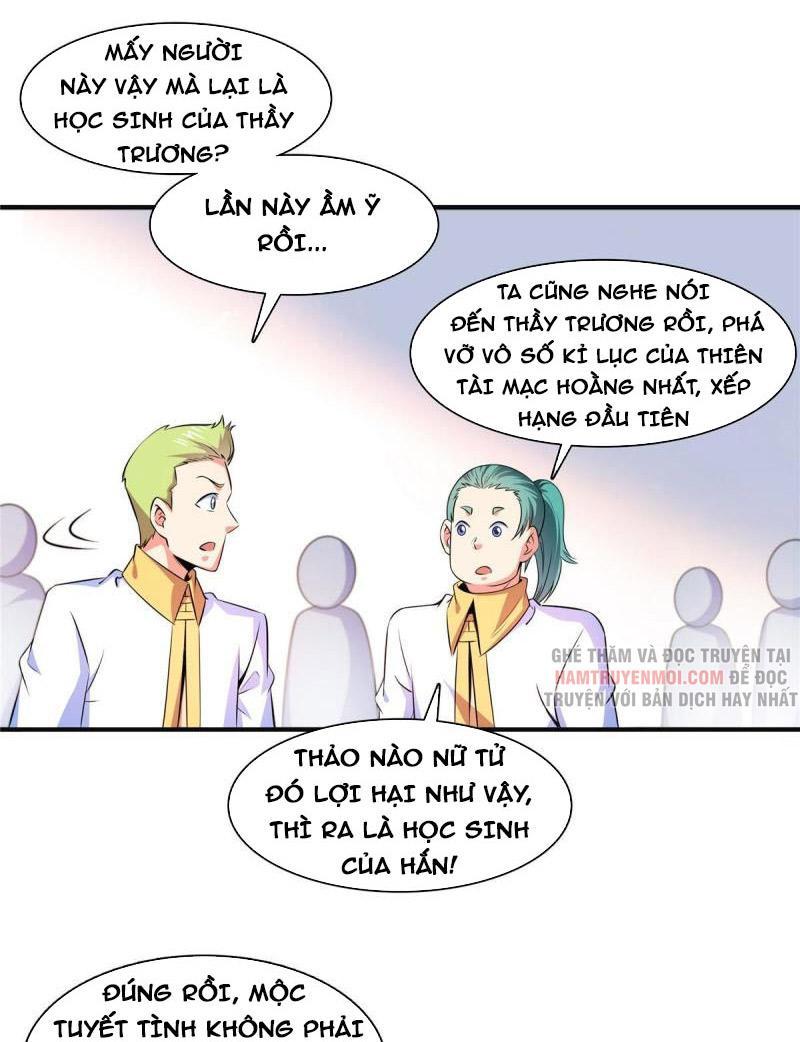 MẤY NGƯỜI
NÀY VẬY MÀ LẠI LÀ
HỌC SINH CỦA THẦY
TRƯƠNG?
LẦN NÀY ẦM Ỹ
RỒI...
TA CŨNG NGHE NÓI
ĐẾN THẦY TRƯƠNG RỒI, PHÁ
VỠ VÔ SỐ KỈ LỤC CỦA THIÊN
TÀI MẠC HOẰNG NHẤT, XẾP
HẠNG ĐẦU TIÊN
GHÉ THĂM VÀ ĐỌC TRUYỆN TẠI
HAMTRUYENMOI.COM ĐỂ ĐỌC
TRUYỆN VỚI BẢN DỊCH HAY NHẤT
THẢO NÀO NỮ TỬ
ĐÓ LỢI HẠI NHƯ VẬY,
THÌ RA LÀ HỌC SINH
CỦA HẮN!
ĐÚNG RỒI, MỘC
TUYẾT TÌNH KHÔNG PHẢI